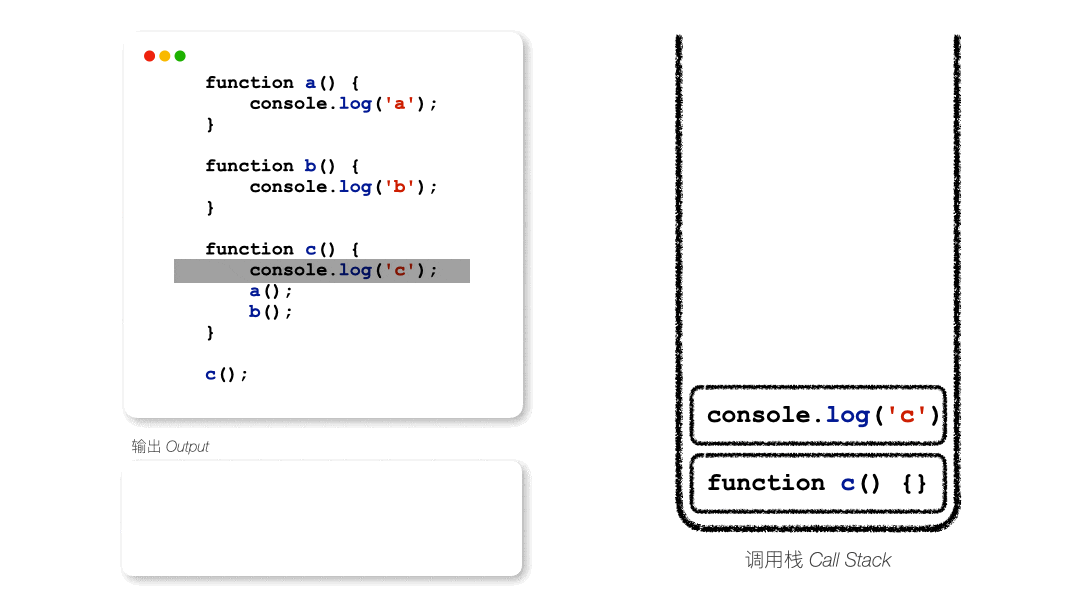 function a() {
    console.log('a');
}
function b() {
    console.log('b');
}
function c() {
    console.log('c');
    a();
    b();
}
c();
输出 Output
console.log('c')
function c() {}
调用栈 Call Stack